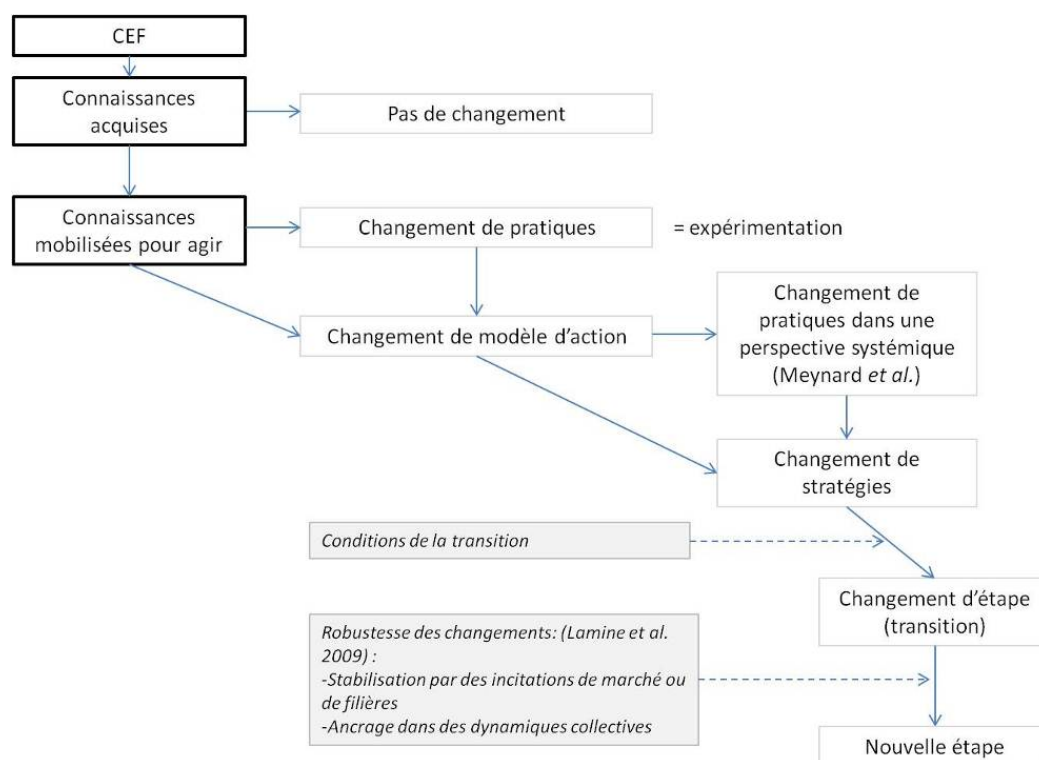 CEF
Connaissances
acquises
Pas de changement
Connaissances
mobilisées pour agir
Changement de pratiques
= expérimentation
Changement de modèle d'action
Changement de
pratiques dans une
perspective systémique
(Meynard et al.)
Changement de
stratégies
Conditions de la transition
Changement d'étape
(transition)
Robustesse des changements: (Lamine et al.
2009) :
-Stabilisation par des incitations de marché ou
de filières
-Ancrage dans des dynamiques collectives
Nouvelle étape